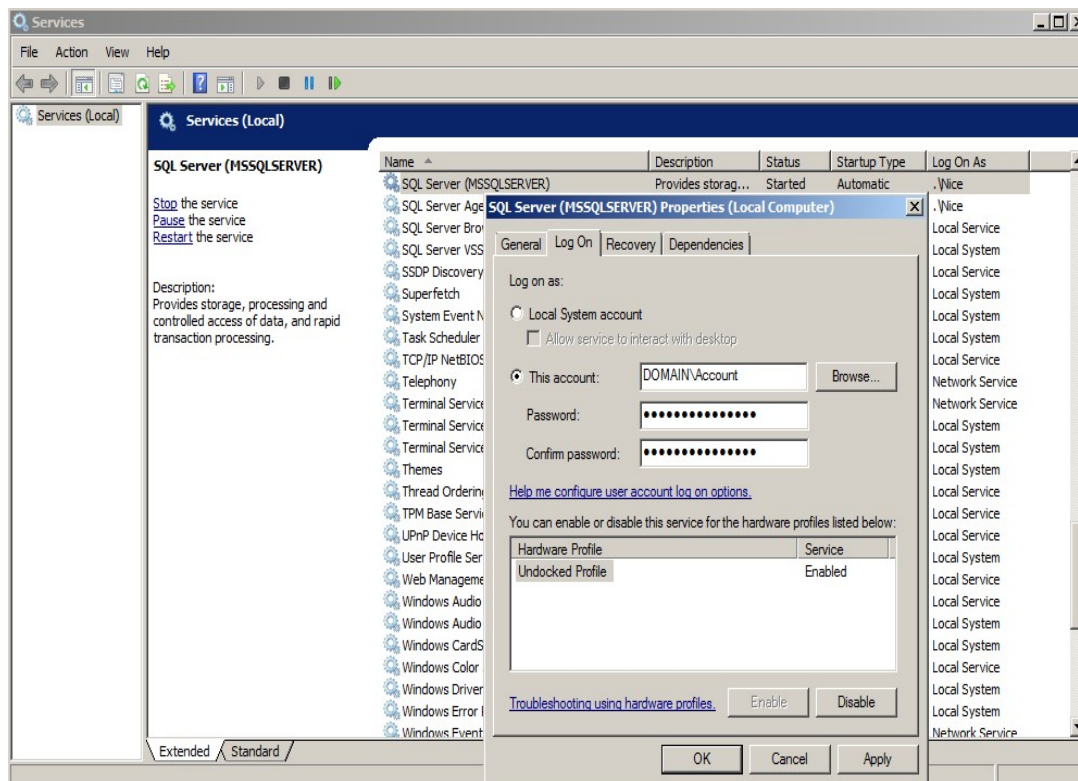 Services
File Action View Help
Services (Local)
Services (Local)
SQL Server (MSSQLSERVER)
Stop the service
Pause the service
Restart the service
Description:
Provides storage, processing and
controlled access of data, and rapid
transaction processing.
Name Description Status Startup Type Log On As
SQL Server (MSSQLSERVER) Provides storag... Started Automatic .\Nice
SQL Server Age .\Nice
SQL Server Bro Local Service
SQL Server VSS Local System
SSDP Discovery Local Service
Superfetch Local System
System Event N Local System
Task Scheduler Local System
TCP/IP NetBIOS Local Service
Telephony Network Service
Terminal Service Network Service
Terminal Service Local System
Terminal Service Local System
Themes Local System
Thread Ordering Local Service
TPM Base Servi Local Service
UPnP Device Ho Local Service
User Profile Ser Local System
Web Manageme Local Service
Windows Audio Local Service
Windows Audio Local System
Windows CardS Local System
Windows Color Local Service
Windows Driver Local System
Windows Error Local System
Windows Event Network Service
SQL Server (MSSQLSERVER) Properties (Local Computer)
General Log On Recovery Dependencies
Log on as:
Local System account
Allow service to interact with desktop
This account: DOMAIN\Account Browse...
Password: •••••••••••••••
Confirm password: •••••••••••••••
Help me configure user account log on options.
You can enable or disable this service for the hardware profiles listed below:
Hardware Profile Service
Undocked Profile Enabled
Troubleshooting using hardware profiles. Enable Disable
OK Cancel Apply
Extended Standard